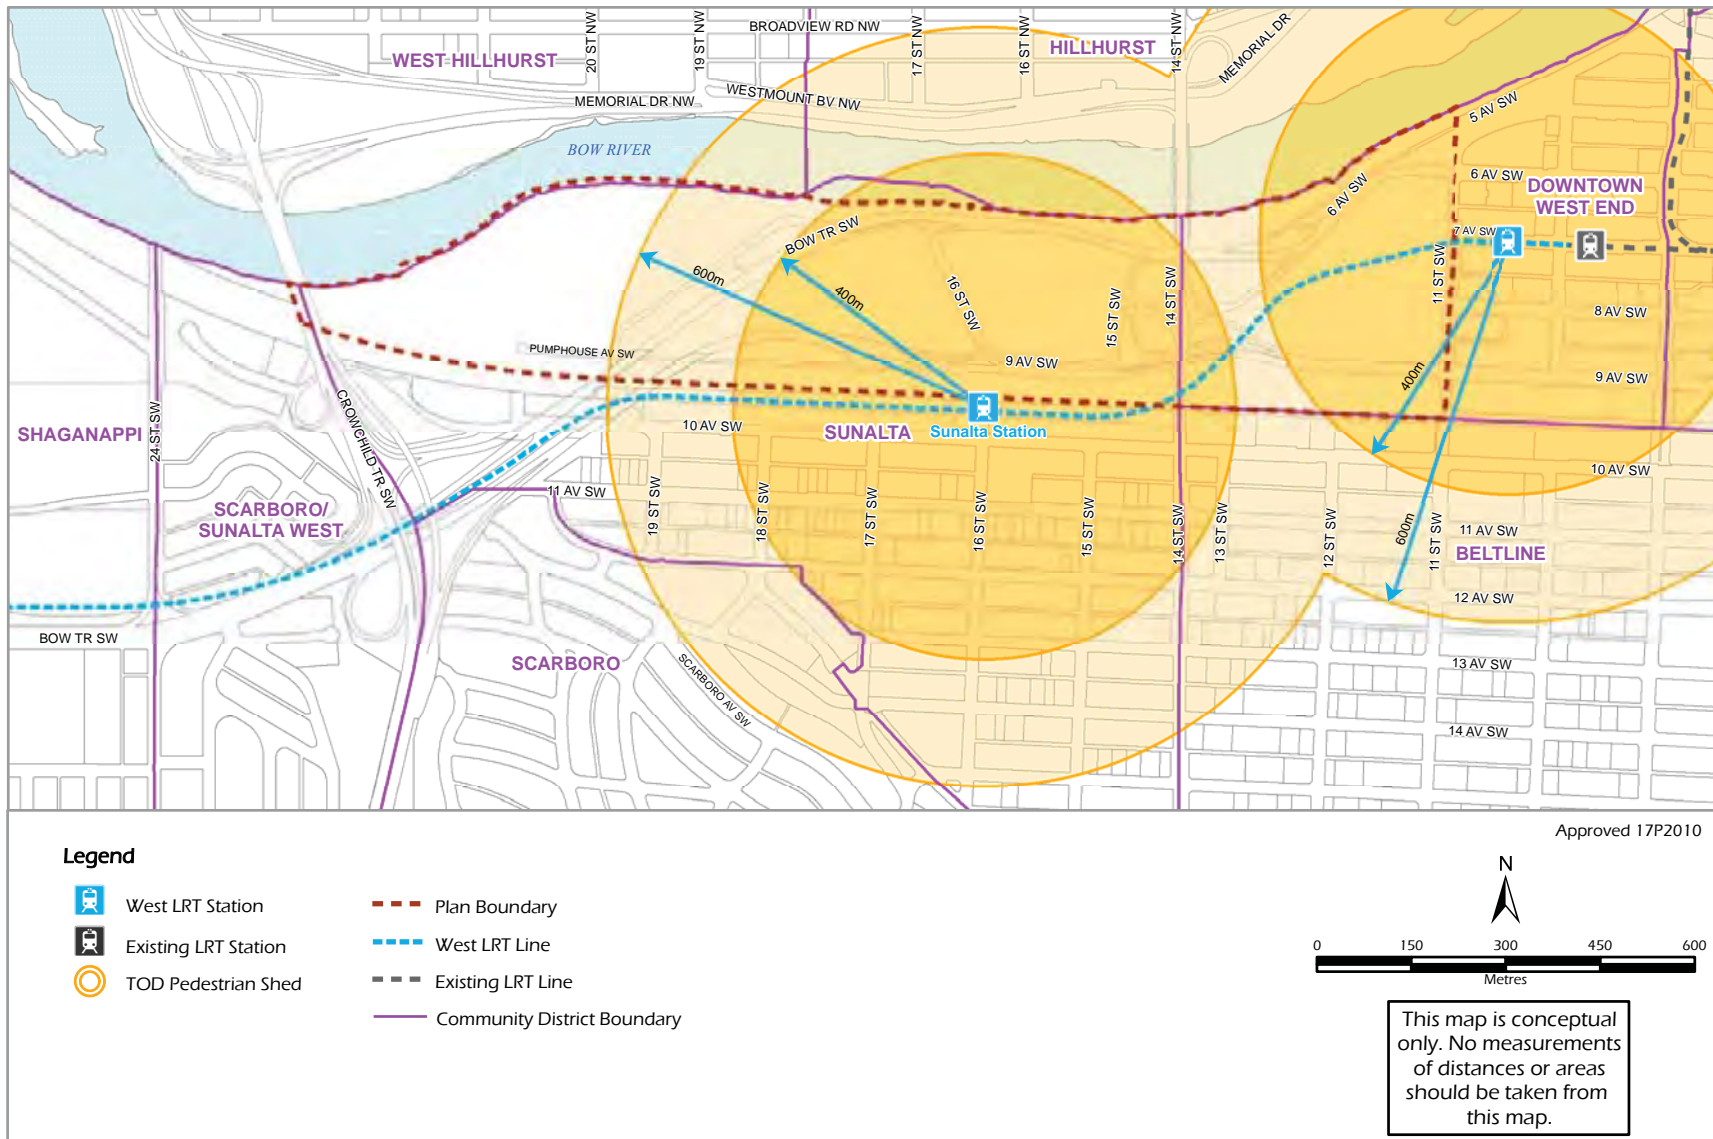 BROADVIEW RD NW
WEST HILLHURST
HILLHURST
20 ST NW
19 ST NW
17 ST NW
16 ST NW
14 ST NW
MEMORIAL DR
MEMORIAL DR NW
WESTMOUNT BV NW
5 AV SW
BOW RIVER
6 AV SW
6 AV SW
DOWNTOWN
WEST END
BOW TR SW
7 AV SW
600m
400m
16 ST SW
15 ST SW
14 ST SW
11 ST SW
8 AV SW
PUMPHOUSE AV SW
9 AV SW
9 AV SW
400m
24 ST SW
CROWCHILD TR SW
SHAGANAPPI
10 AV SW
SUNALTA
Sunalta Station
10 AV SW
11 AV SW
SCARBORO/
SUNALTA WEST
19 ST SW
18 ST SW
17 ST SW
16 ST SW
15 ST SW
14 ST SW
13 ST SW
12 ST SW
600m
11 ST SW
11 AV SW
BELTLINE
12 AV SW
BOW TR SW
SCARBORO
SCARBORO AV SW
13 AV SW
14 AV SW
Approved 17P2010
Legend
West LRT Station
Existing LRT Station
TOD Pedestrian Shed
Plan Boundary
West LRT Line
Existing LRT Line
Community District Boundary
N
0 150 300 450 600
Metres
This map is conceptual
only. No measurements
of distances or areas
should be taken from
this map.